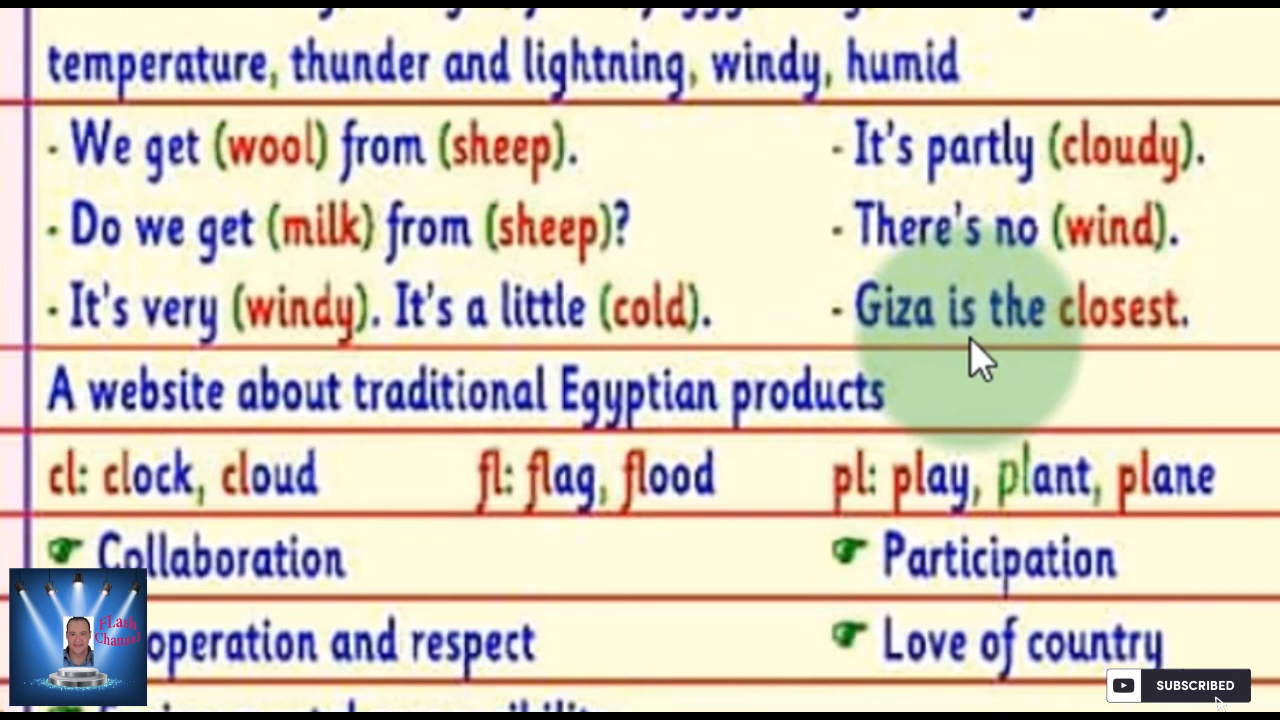 temperature, thunder and lightning, windy, humid
- We get (wool) from (sheep). - It's partly (cloudy).
- Do we get (milk) from (sheep)? - There's no (wind).
- It's very (windy). It's a little (cold). - Giza is the closest.
A website about traditional Egyptian products
cl: clock, cloud fl: flag, flood pl: play, plant, plane
☞ Collaboration ☞ Participation
operation and respect ☞ Love of country
FLash
Channel
SUBSCRIBED